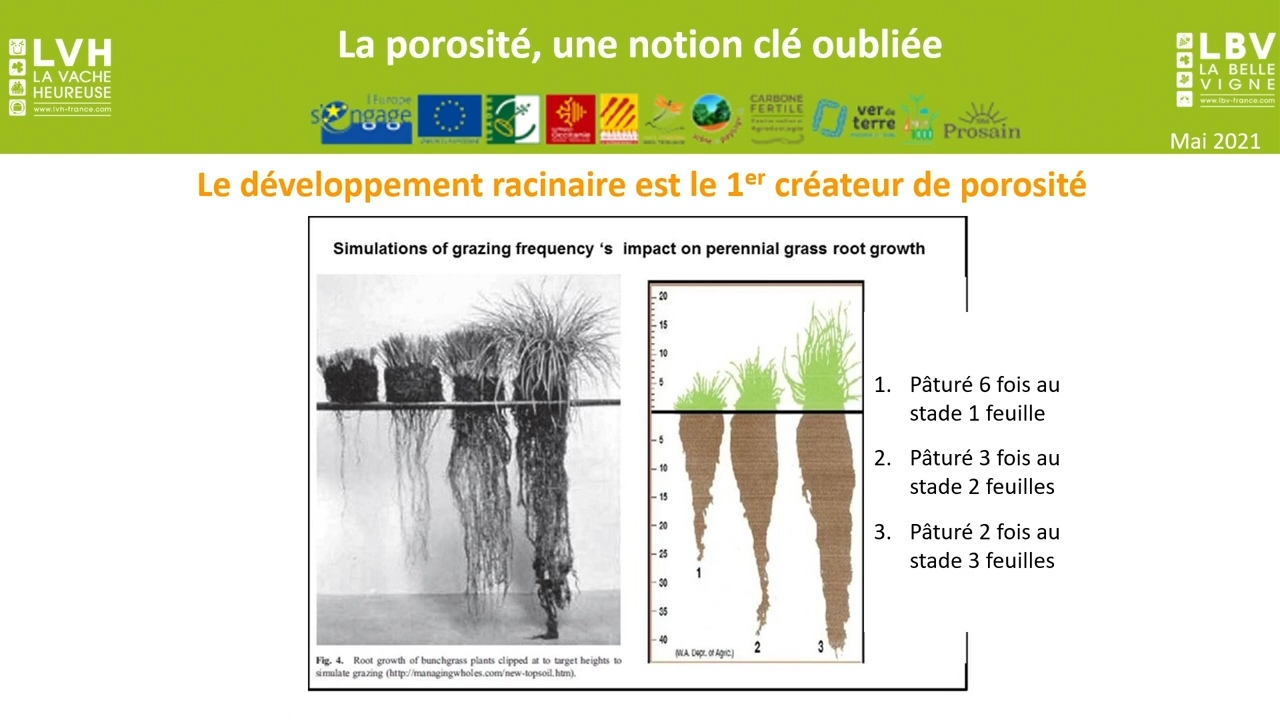 La porosité, une notion clé oubliée
LVH
LA VACHE
HEUREUSE
www.lvh-france.com
LBV
LA BELLE
VIGNE
www.lbv-france.com
l'Europe
s'engage
Occitanie
CARBONE
FERTILE
ver de
terre
Prosain
Mai 2021
Le développement racinaire est le 1er créateur de porosité
Simulations of grazing frequency ‘s impact on perennial grass root growth
20
15
10
5
5
10
15
20
25
30
35
40
1
2
3
(W.A. Dept. of Agric.)
1. Pâturé 6 fois au
stade 1 feuille
2. Pâturé 3 fois au
stade 2 feuilles
3. Pâturé 2 fois au
stade 3 feuilles
Fig. 4. Root growth of bunchgrass plants clipped at to target heights to
simulate grazing (http://managingwholes.com/new-topsoil.htm).